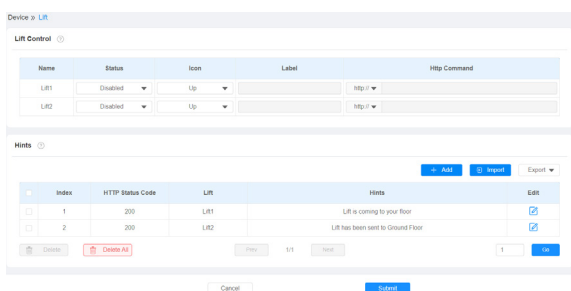 Device » Lift
Lift Control
Name Status Icon Label Http Command
Lift1 Disabled Up http://
Lift2 Disabled Up http://
Hints
+ Add Import Export
Index HTTP Status Code Lift Hints Edit
1 200 Lift1 Lift is coming to your floor
2 200 Lift2 Lift has been sent to Ground Floor
Delete Delete All Prev 1/1 Next 1 Go
Cancel Submit